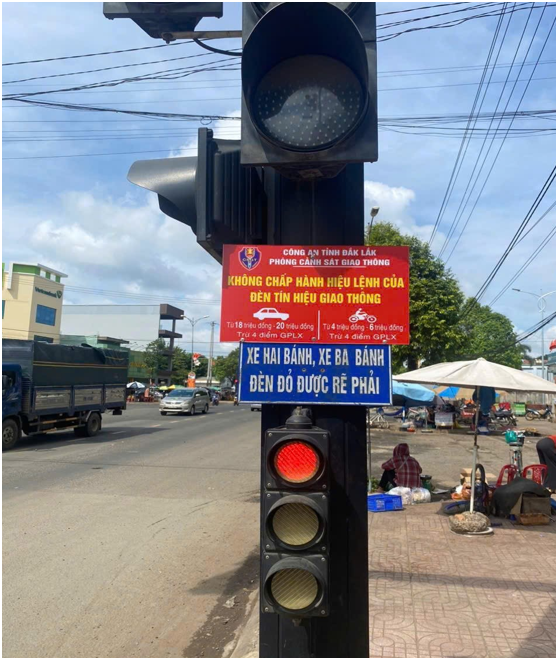 CÔNG AN TỈNH ĐẮK LẮK
PHÒNG CẢNH SÁT GIAO THÔNG
KHÔNG CHẤP HÀNH HIỆU LỆNH CỦA
ĐÈN TÍN HIỆU GIAO THÔNG
Từ 18 triệu đồng - 20 triệu đồng
Trừ 4 điểm GPLX
Từ 4 triệu đồng - 6 triệu đồng
Trừ 4 điểm GPLX
XE HAI BÁNH, XE BA BÁNH
ĐÈN ĐỎ ĐƯỢC RẼ PHẢI